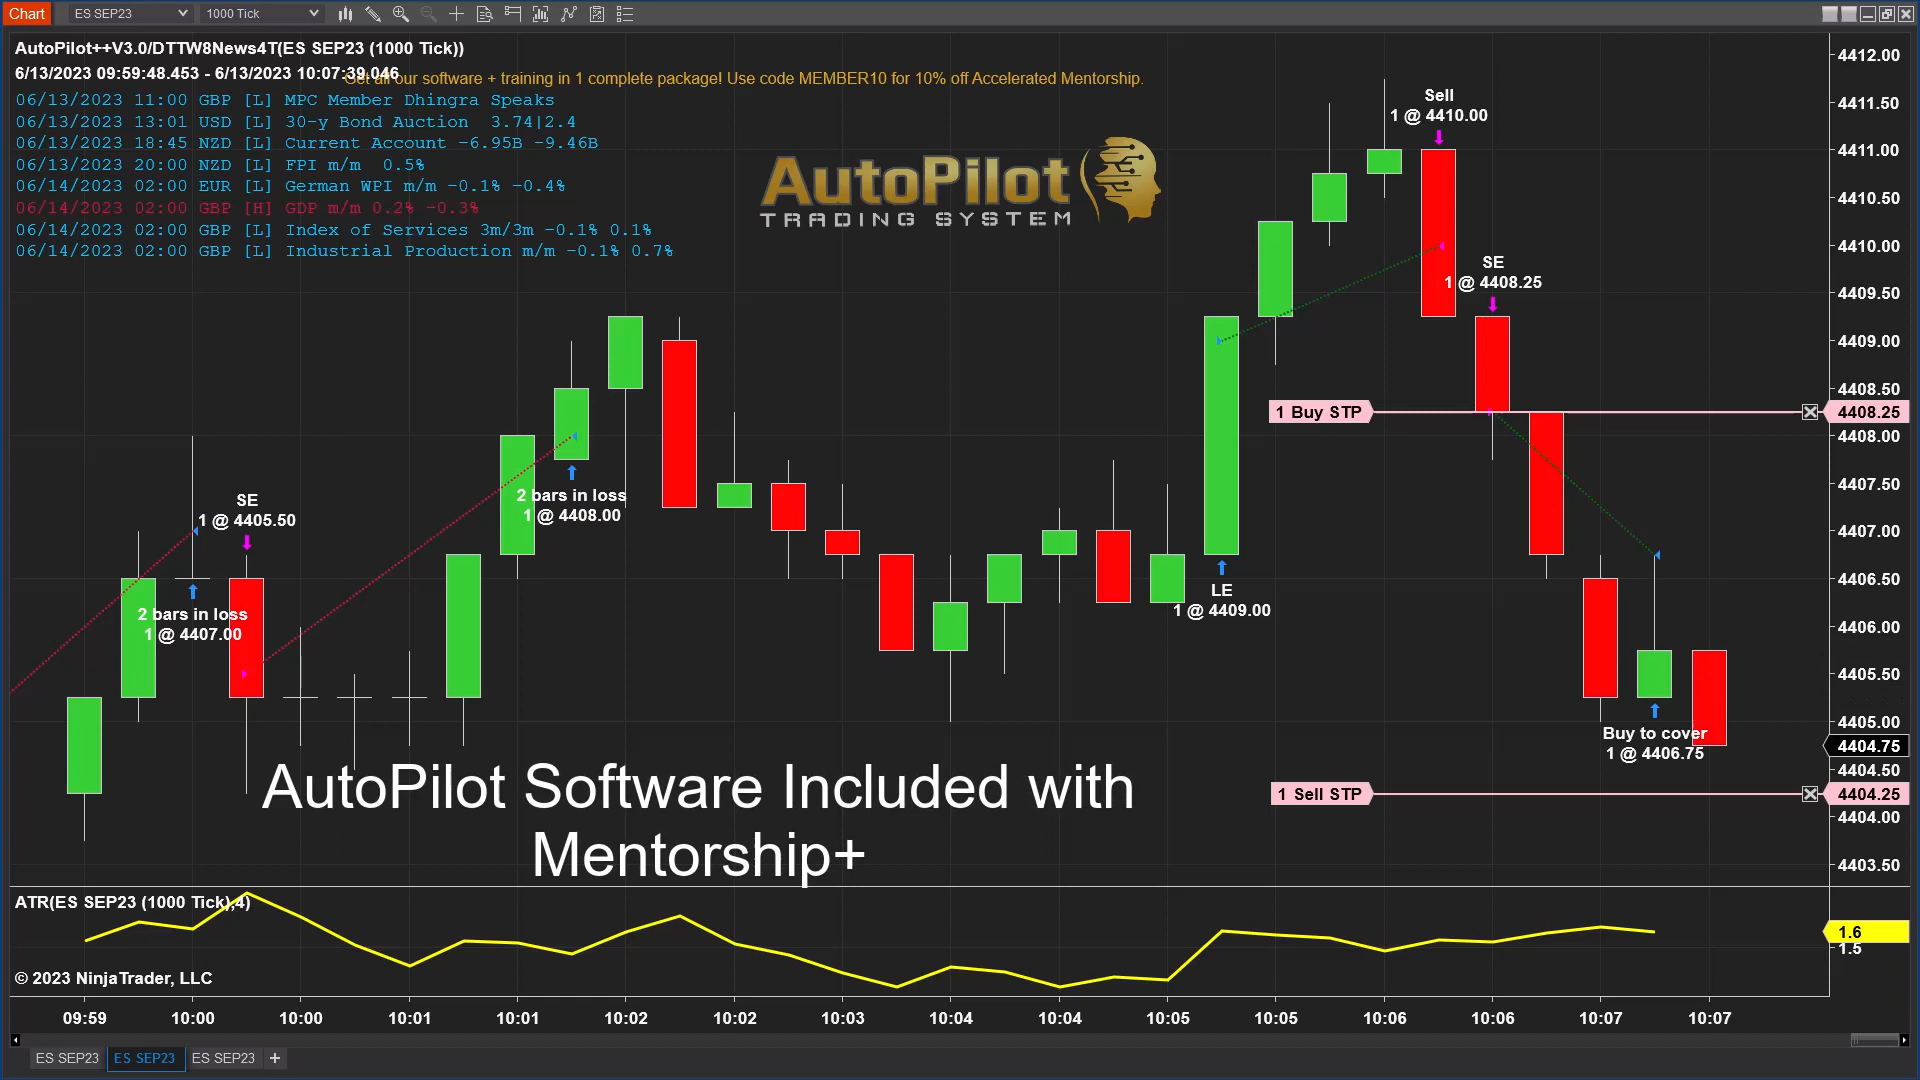 Chart
ES SEP23
1000 Tick
AutoPilot++V3.0/DTTW8News4T(ES SEP23 (1000 Tick))
6/13/2023 09:59:48.453 - 6/13/2023 10:07:39.046
Get all our software + training in 1 complete package! Use code MEMBER10 for 10% off Accelerated Mentorship.
06/13/2023 11:00 GBP [L] MPC Member Dhingra Speaks
06/13/2023 13:01 USD [L] 30-y Bond Auction 3.74|2.4
06/13/2023 18:45 NZD [L] Current Account -6.95B -9.46B
06/13/2023 20:00 NZD [L] FPI m/m 0.5%
06/14/2023 02:00 EUR [L] German WPI m/m -0.1% -0.4%
06/14/2023 02:00 GBP [H] GDP m/m 0.2% -0.3%
06/14/2023 02:00 GBP [L] Index of Services 3m/3m -0.1% 0.1%
06/14/2023 02:00 GBP [L] Industrial Production m/m -0.1% 0.7%
AutoPilot
TRADING SYSTEM
Sell
1 @ 4410.00
SE
1 @ 4408.25
1 Buy STP
2 bars in loss
1 @ 4408.00
SE
1 @ 4405.50
2 bars in loss
1 @ 4407.00
LE
1 @ 4409.00
Buy to cover
1 @ 4406.75
1 Sell STP
AutoPilot Software Included with
Mentorship+
4412.00
4411.50
4411.00
4410.50
4410.00
4409.50
4409.00
4408.50
4408.25
4408.00
4407.50
4407.00
4406.50
4406.00
4405.50
4405.00
4404.75
4404.50
4404.25
4404.00
4403.50
ATR(ES SEP23 (1000 Tick),4)
1.6
1.5
© 2023 NinjaTrader, LLC
09:59
10:00
10:00
10:01
10:01
10:02
10:02
10:03
10:04
10:04
10:05
10:05
10:06
10:06
10:07
10:07
ES SEP23
ES SEP23
ES SEP23
+